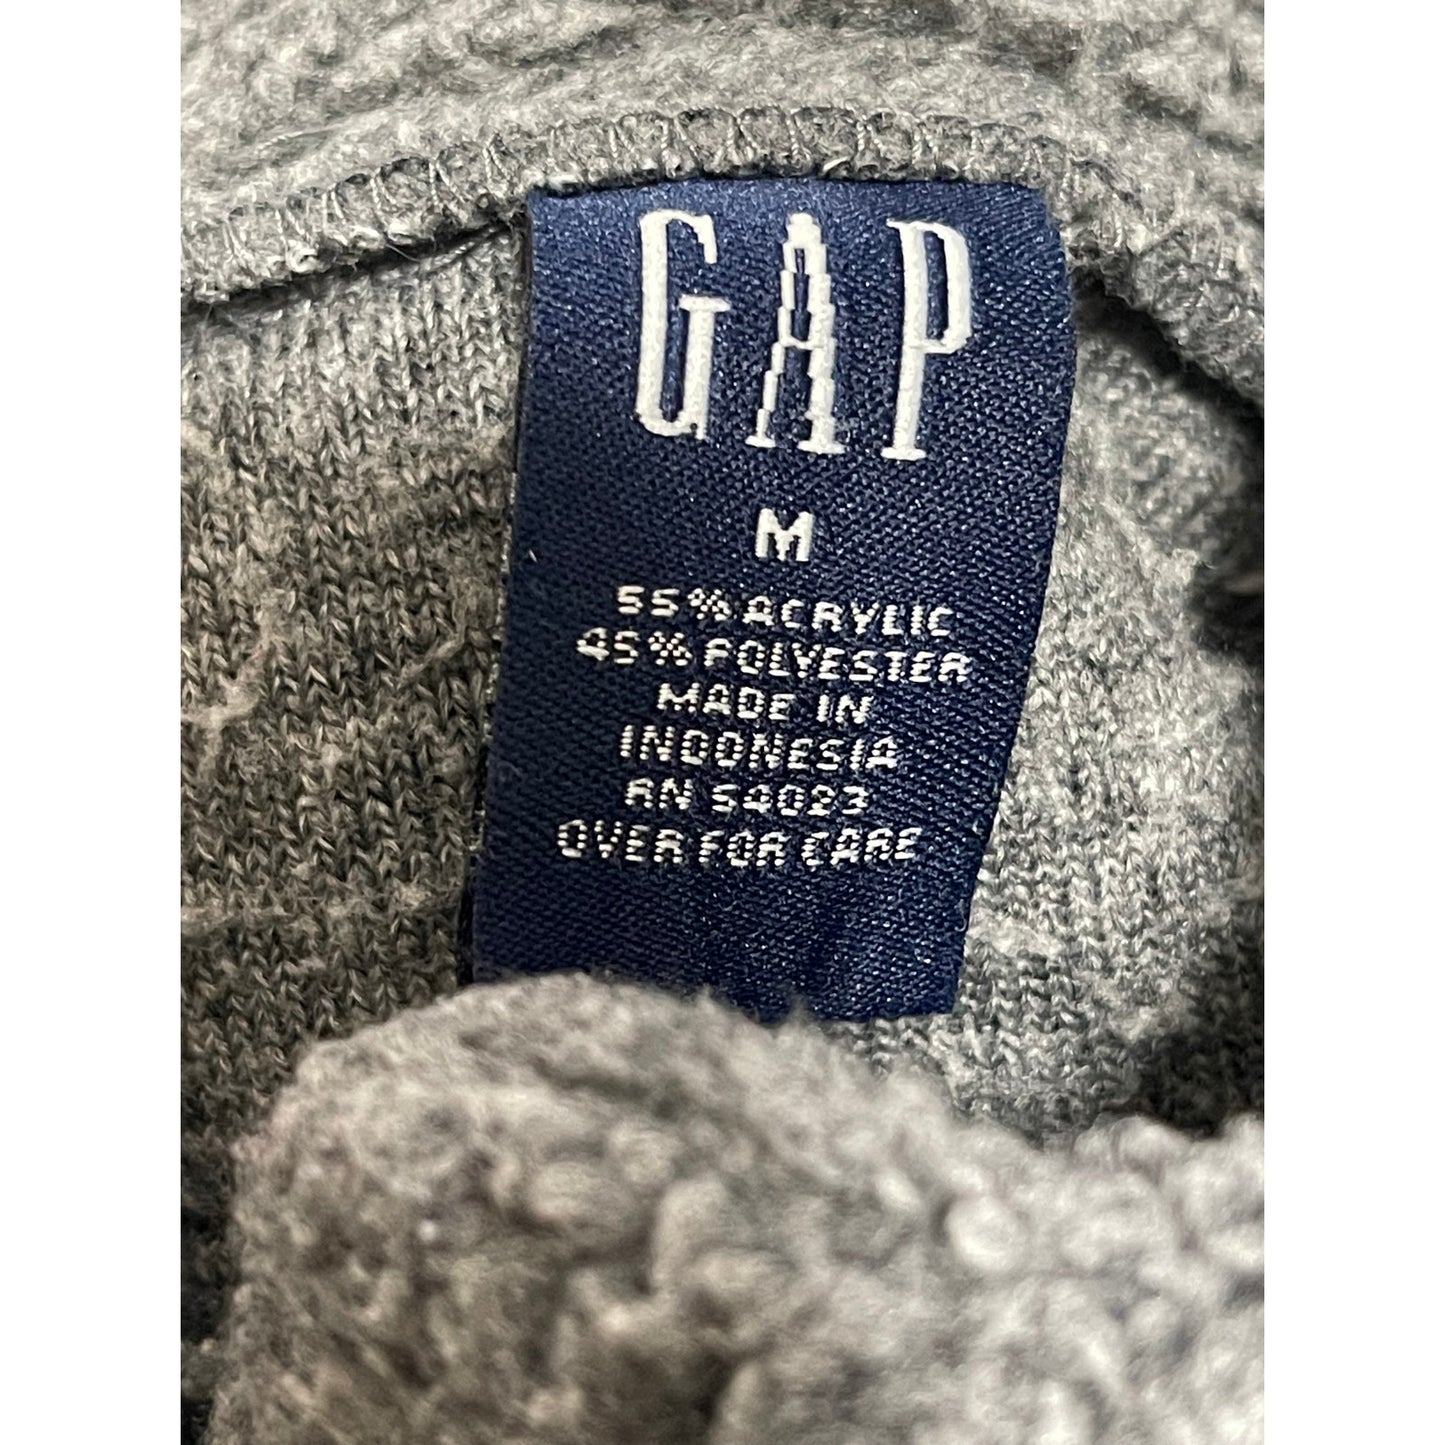 GAP
M
55% ACRYLIC
45% POLYESTER
MADE IN
INDONESIA
RN 54023
OVER FOR CARE